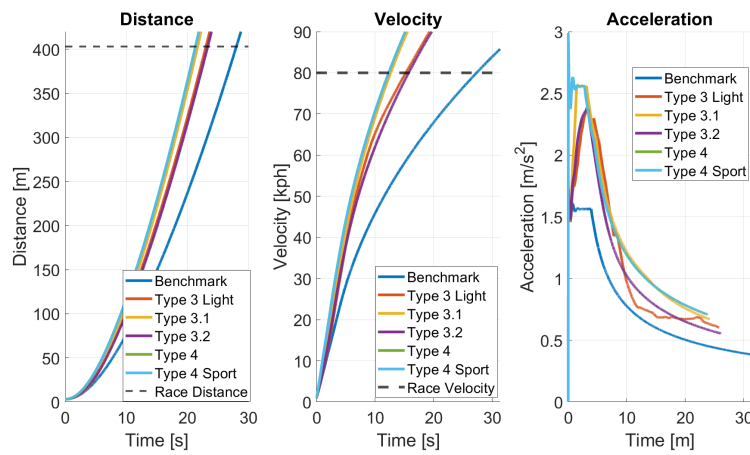 Distance
Velocity
Acceleration
Distance [m]
400
350
300
250
200
150
100
50
0
0 10 20 30
Time [s]
Benchmark
Type 3 Light
Type 3.1
Type 3.2
Type 4
Type 4 Sport
Race Distance
Velocity [kph]
90
80
70
60
50
40
30
20
10
0
0 10 20 30
Time [s]
Benchmark
Type 3 Light
Type 3.1
Type 3.2
Type 4
Type 4 Sport
Race Velocity
Acceleration [m/s²]
3
2.5
2
1.5
1
0.5
0
0 10 20 30
Time [m]
Benchmark
Type 3 Light
Type 3.1
Type 3.2
Type 4
Type 4 Sport